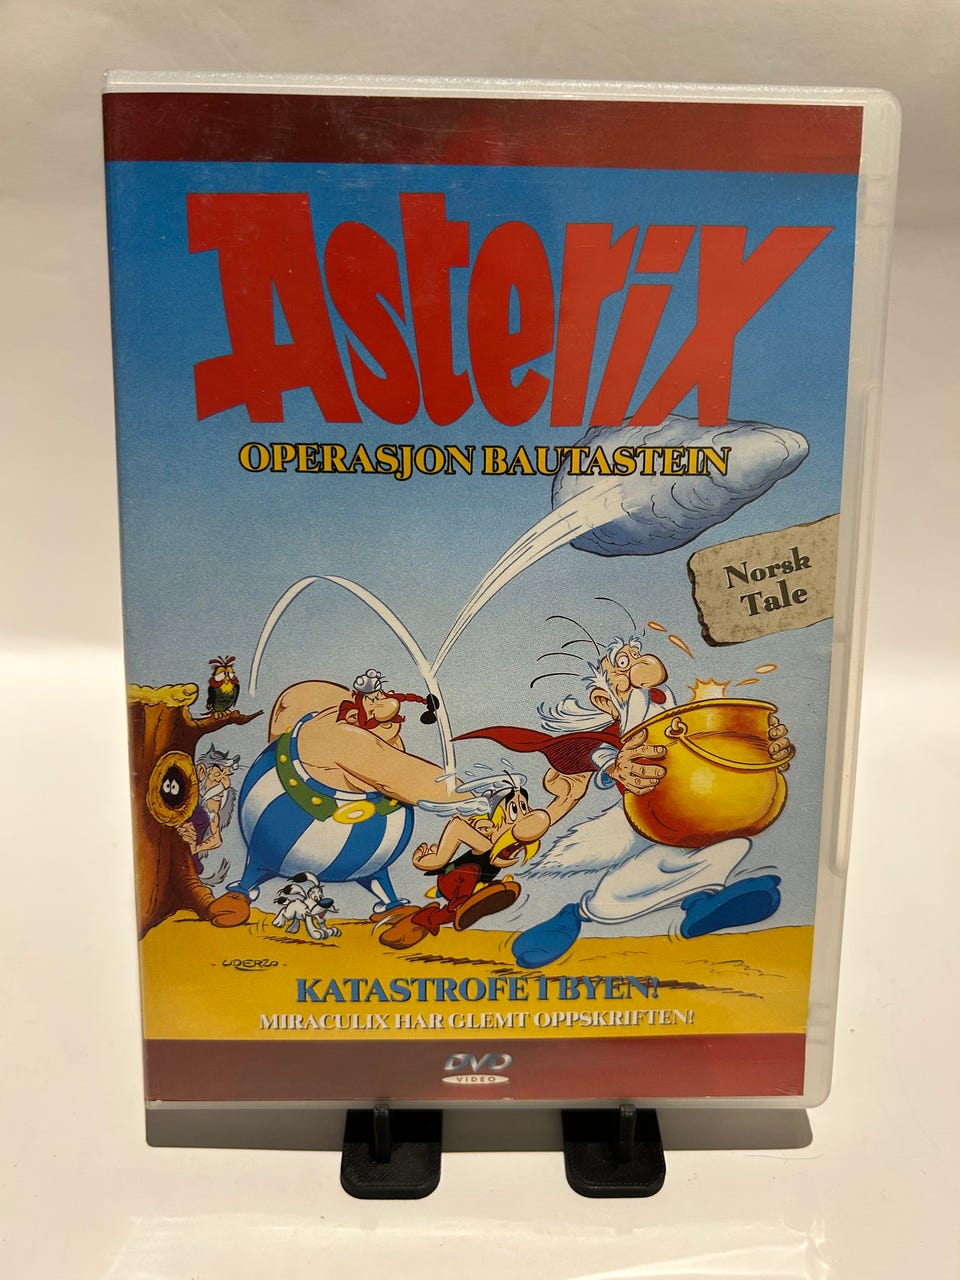 Asterix
OPERASJON BAUTASTEIN
Norsk
Tale
-UDERZO-
KATASTROFE I BYEN!
MIRACULIX HAR GLEMT OPPSKRIFTEN!
DVD
VIDEO